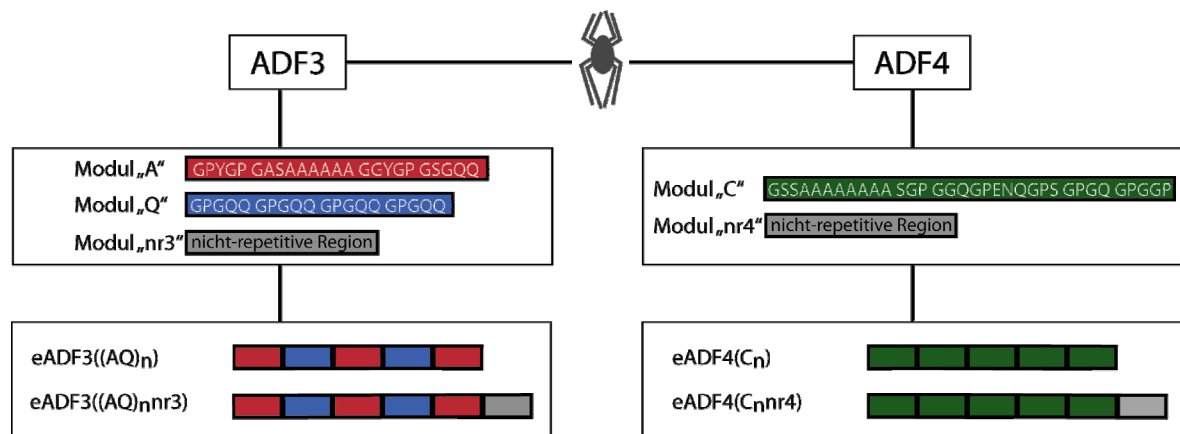 ADF3
ADF4
Modul „A“ GPYGP GASAAAAAA GGYGP GSGQQ
Modul „Q“ GPGQQ GPGQQ GPGQQ GPGQQ
Modul „nr3“ nicht-repetitive Region
Modul „C“ GSSAAAAAAAA SGP GGQGPENQGPS GPGQ GPGGP
Modul „nr4“ nicht-repetitive Region
eADF3((AQ)n)
eADF3((AQ)nnr3)
eADF4(Cn)
eADF4(Cnnr4)